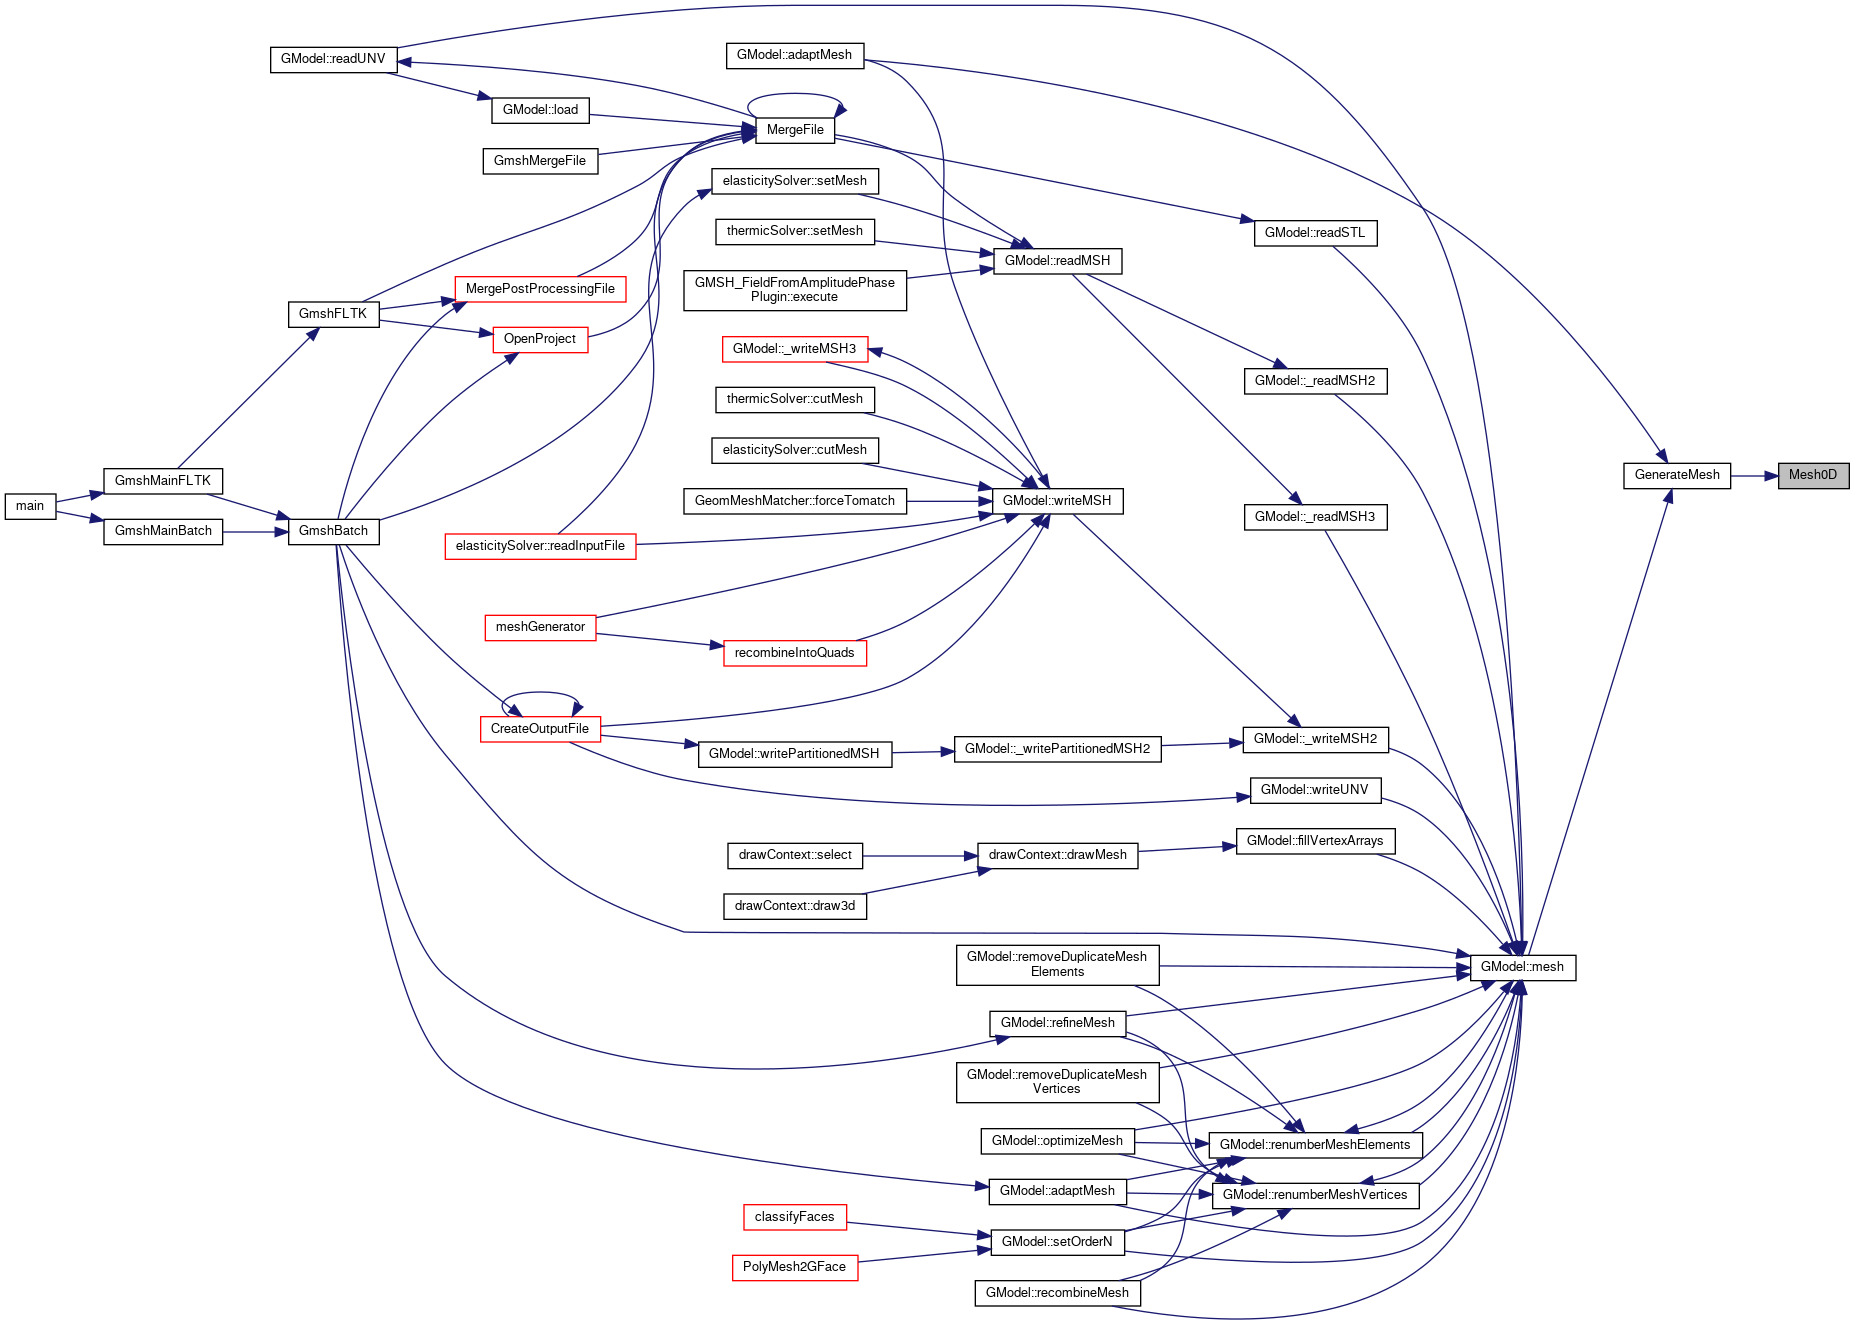 GModel::readUNV
GModel::adaptMesh
GModel::load
MergeFile
GmshMergeFile
elasticitySolver::setMesh
thermicSolver::setMesh
GModel::readSTL
GModel::readMSH
GMSH_FieldFromAmplitudePhase
Plugin::execute
MergePostProcessingFile
GmshFLTK
OpenProject
GModel::_writeMSH3
GModel::_readMSH2
thermicSolver::cutMesh
elasticitySolver::cutMesh
GmshMainFLTK
GenerateMesh
Mesh0D
main
GeomMeshMatcher::forceTomatch
GModel::writeMSH
GModel::_readMSH3
GmshMainBatch
GmshBatch
elasticitySolver::readInputFile
meshGenerator
recombineIntoQuads
CreateOutputFile
GModel::_writeMSH2
GModel::writePartitionedMSH
GModel::_writePartitionedMSH2
GModel::writeUNV
GModel::fillVertexArrays
drawContext::select
drawContext::drawMesh
drawContext::draw3d
GModel::removeDuplicateMesh
Elements
GModel::mesh
GModel::refineMesh
GModel::removeDuplicateMesh
Vertices
GModel::optimizeMesh
GModel::renumberMeshElements
GModel::adaptMesh
GModel::renumberMeshVertices
classifyFaces
GModel::setOrderN
PolyMesh2GFace
GModel::recombineMesh